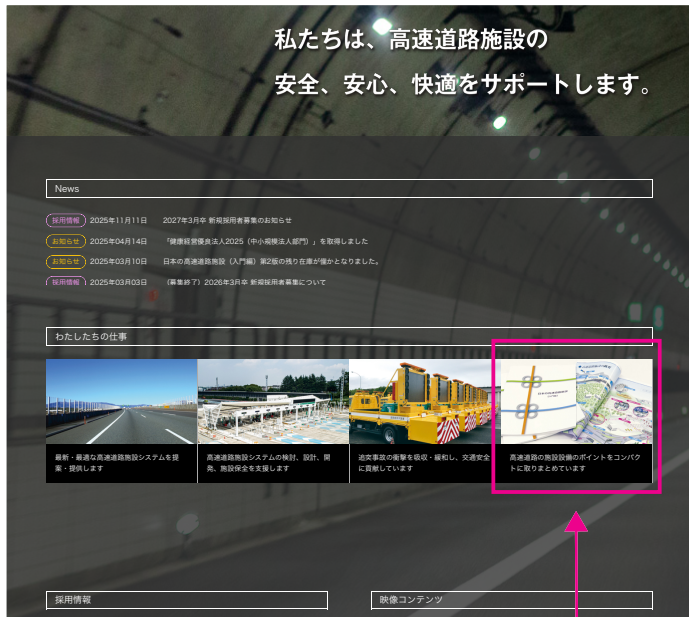 私たちは、高速道路施設の
安全、安心、快適をサポートします。
News
採用情報 2025年11月11日 2027年3月卒 新規採用者募集のお知らせ
お知らせ 2025年04月14日 「健康経営優良法人2025（中小規模法人部門）」を取得しました
お知らせ 2025年03月10日 日本の高速道路施設（入門編）第2版の残り在庫が僅かとなりました。
採用情報 2025年03月03日 （募集終了）2026年3月卒 新規採用者募集について
わたしたちの仕事
最新・最適な高速道路施設システムを提
案・提供します
高速道路施設システムの検討、設計、開
発、施設保全を支援します
追突事故の衝撃を吸収・緩和し、交通安全
に貢献しています
高速道路の施設設備のポイントをコンパク
トに取りまとめています
採用情報
映像コンテンツ